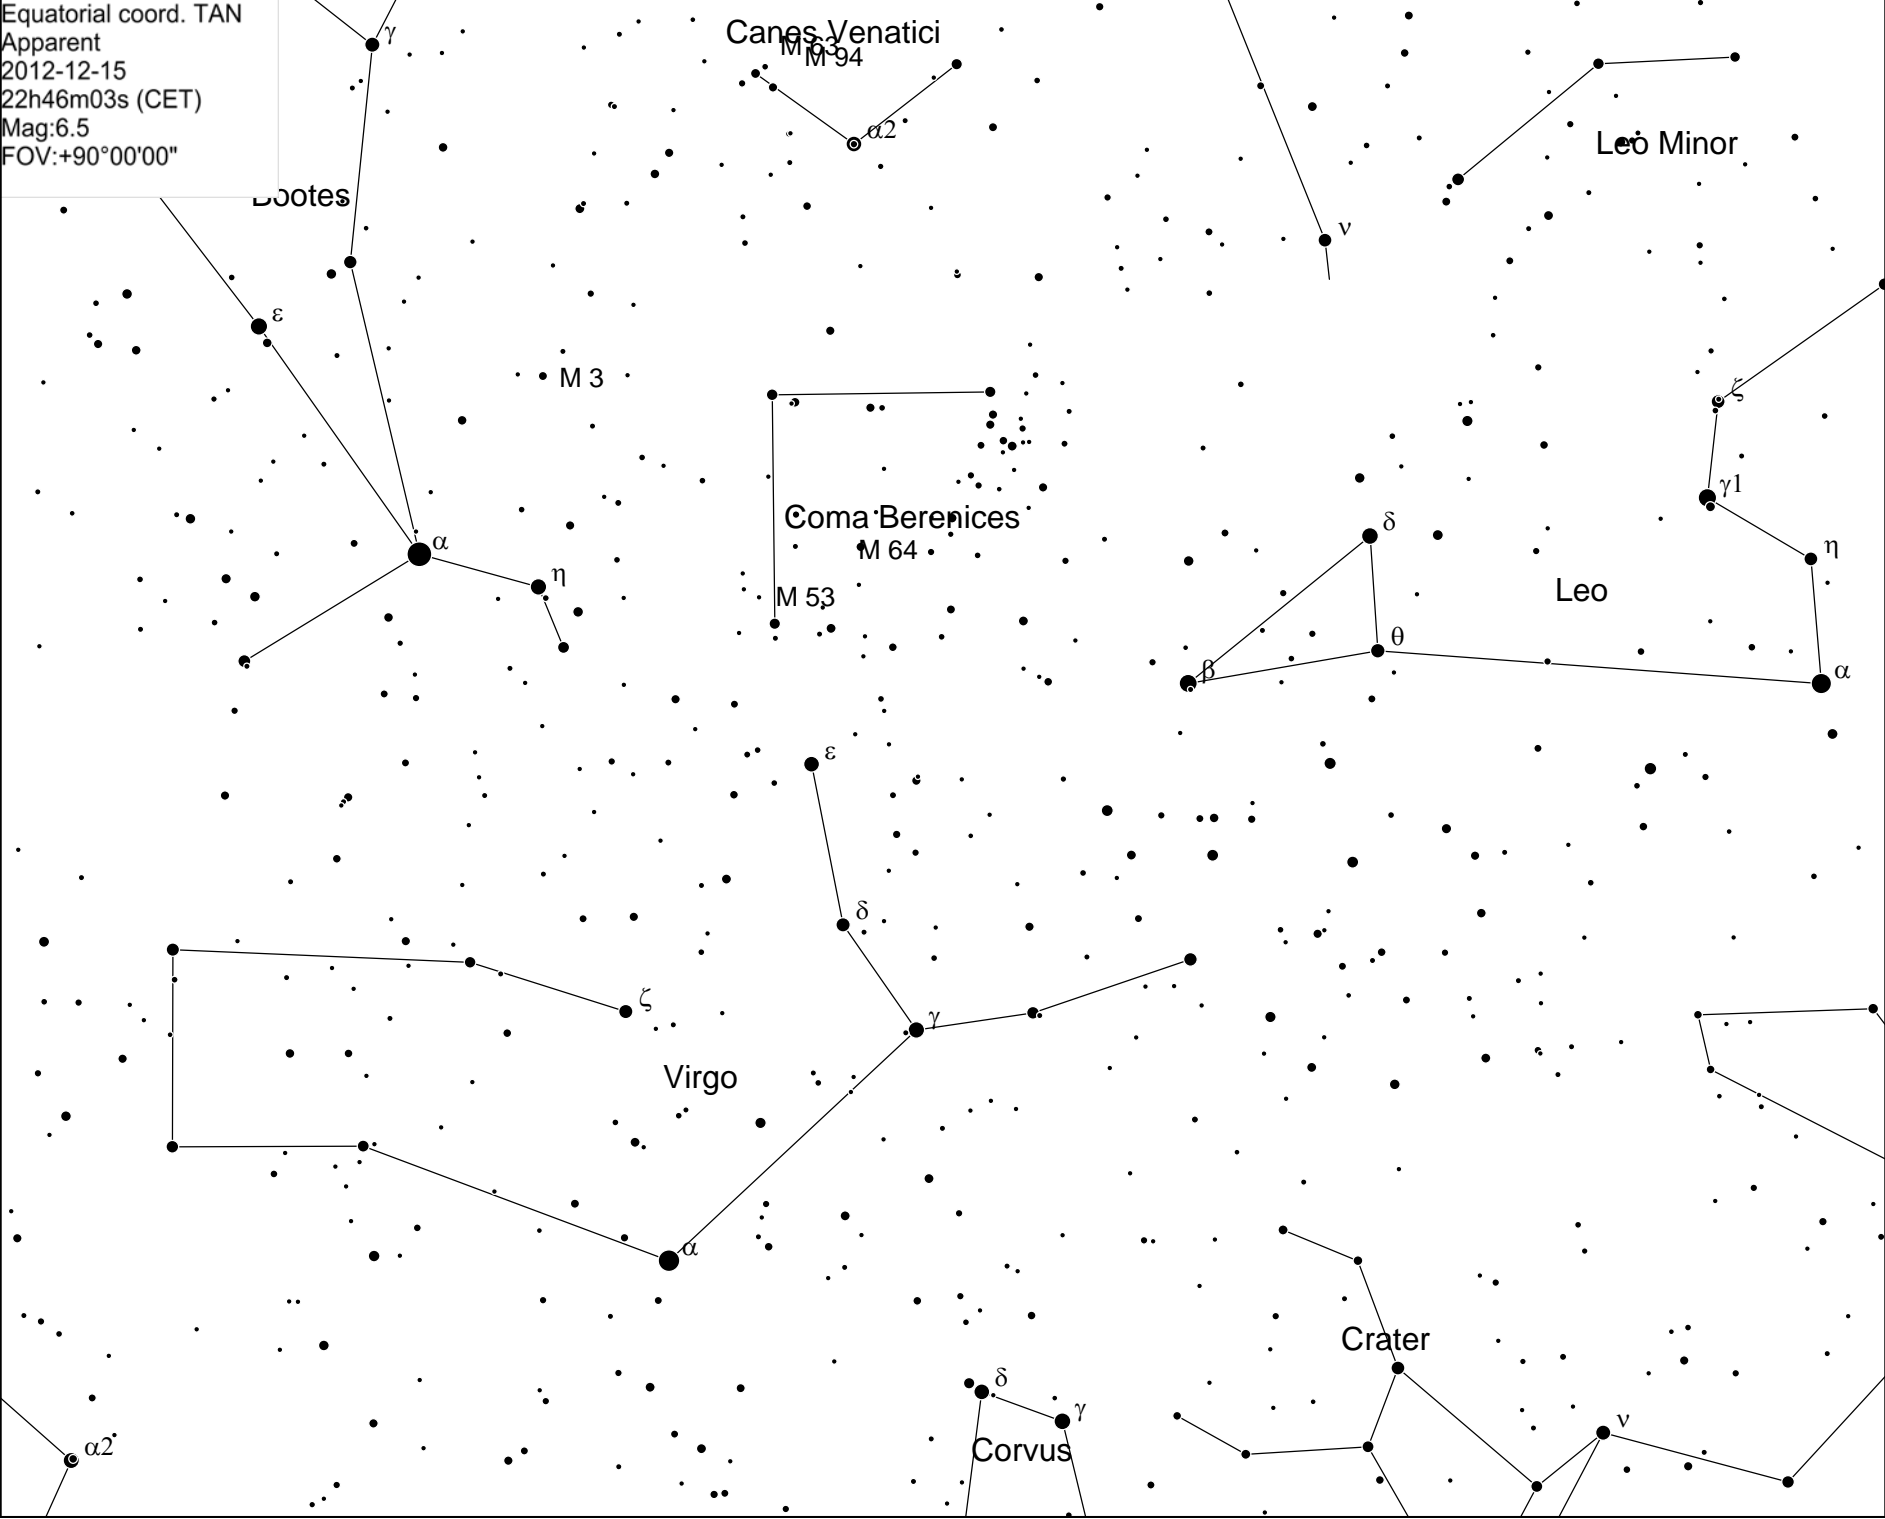 Equatorial coord. TAN
Apparent
2012-12-15
22h46m03s (CET)
Mag:6.5
FOV:+90°00'00"
γ
Canes Venatici
M 63
M 94
α2
Leo Minor
Bootes
ν
ε
M 3
ζ
γ1
Coma Berenices
δ
α
M 64
η
η
Leo
M 53
θ
β
α
ε
δ
ζ
γ
Virgo
α
Crater
δ
γ
Corvus
ν
α2